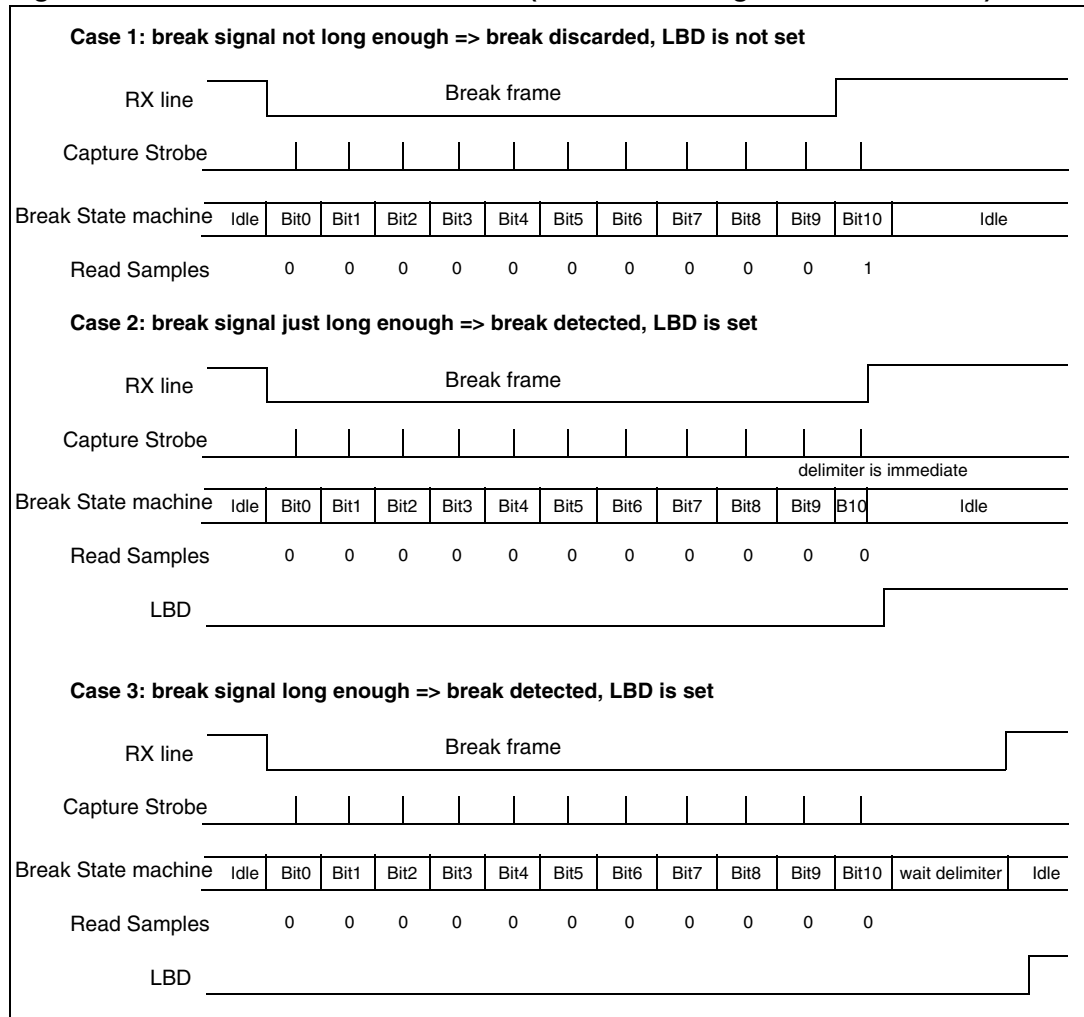 Case 1: break signal not long enough => break discarded, LBD is not set
RX line Break frame
Capture Strobe
Break State machine Idle Bit0 Bit1 Bit2 Bit3 Bit4 Bit5 Bit6 Bit7 Bit8 Bit9 Bit10 Idle
Read Samples 0 0 0 0 0 0 0 0 0 0 1
Case 2: break signal just long enough => break detected, LBD is set
RX line Break frame
Capture Strobe
delimiter is immediate
Break State machine Idle Bit0 Bit1 Bit2 Bit3 Bit4 Bit5 Bit6 Bit7 Bit8 Bit9 B10 Idle
Read Samples 0 0 0 0 0 0 0 0 0 0 0
LBD
Case 3: break signal long enough => break detected, LBD is set
RX line Break frame
Capture Strobe
Break State machine Idle Bit0 Bit1 Bit2 Bit3 Bit4 Bit5 Bit6 Bit7 Bit8 Bit9 Bit10 wait delimiter Idle
Read Samples 0 0 0 0 0 0 0 0 0 0 0
LBD